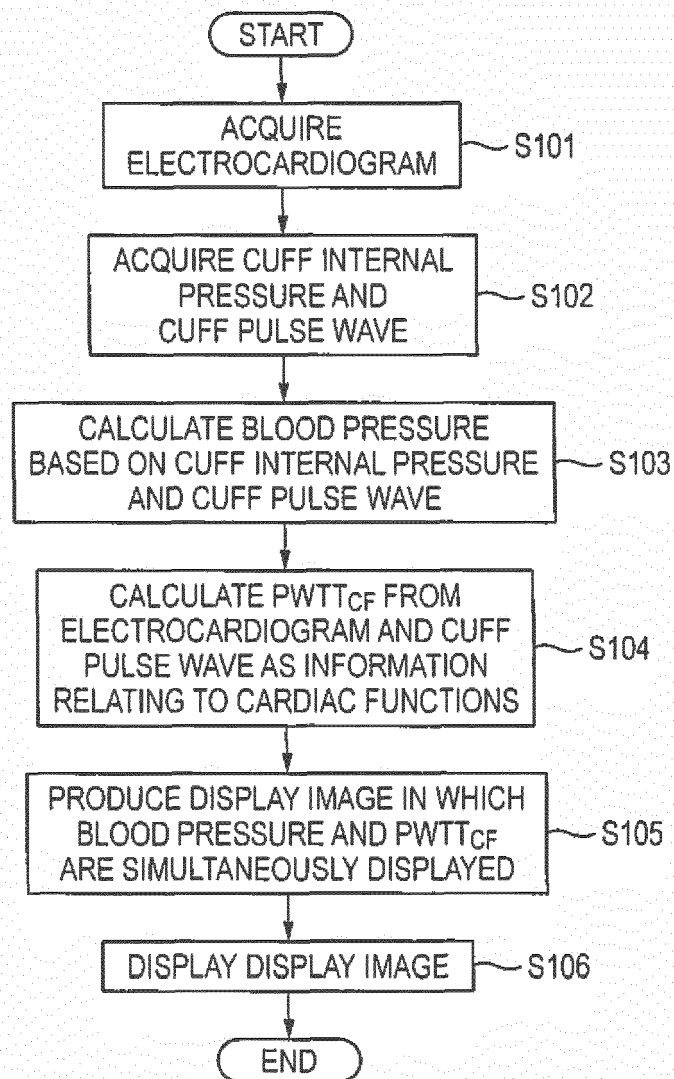 START
ACQUIRE
ELECTROCARDIOGRAM
S101
ACQUIRE CUFF INTERNAL
PRESSURE AND
CUFF PULSE WAVE
S102
CALCULATE BLOOD PRESSURE
BASED ON CUFF INTERNAL PRESSURE
AND CUFF PULSE WAVE
S103
CALCULATE PWTTCF FROM
ELECTROCARDIOGRAM AND CUFF
PULSE WAVE AS INFORMATION
RELATING TO CARDIAC FUNCTIONS
S104
PRODUCE DISPLAY IMAGE IN WHICH
BLOOD PRESSURE AND PWTTCF
ARE SIMULTANEOUSLY DISPLAYED
S105
DISPLAY DISPLAY IMAGE
S106
END